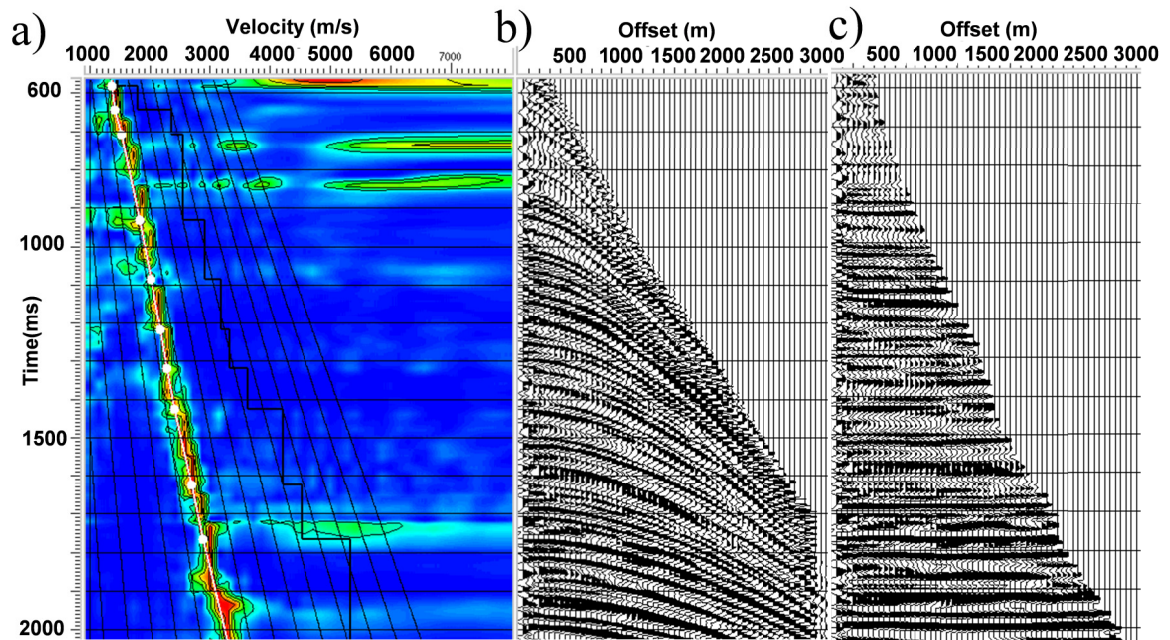 a)
Velocity (m/s)
1000 2000 3000 4000 5000 6000 7000
Time(ms)
600
1000
1500
2000
b)
Offset (m)
500 1000 1500 2000 2500 3000
c)
Offset (m)
500 1000 1500 2000 2500 3000